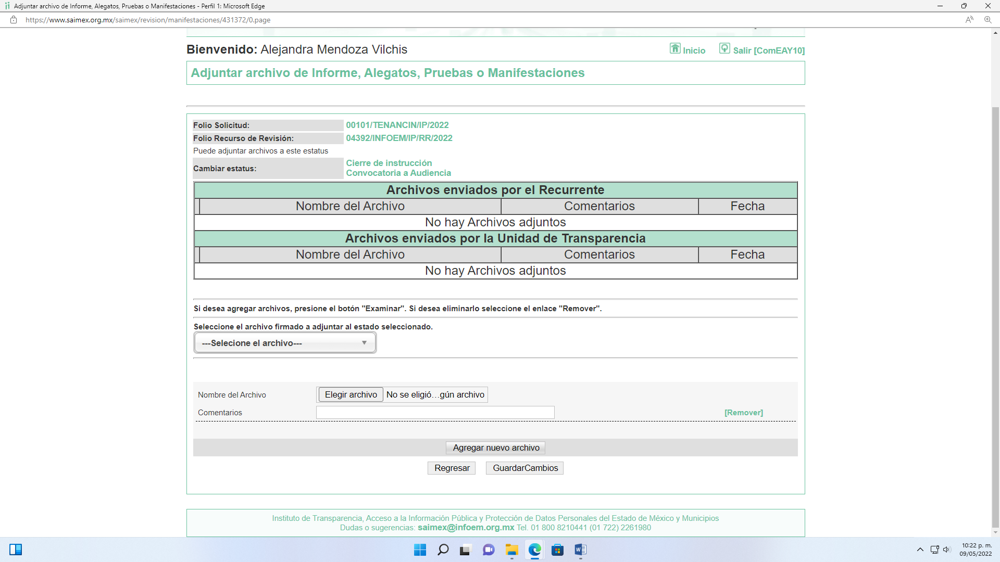 Adjuntar archivo de Informe, Alegatos, Pruebas o Manifestaciones - Perfil 1: Microsoft Edge
https://www.saimex.org.mx/saimex/revision/manifestaciones/431372/0.page
Bienvenido: Alejandra Mendoza Vilchis
Inicio Salir [ComEAY10]
Adjuntar archivo de Informe, Alegatos, Pruebas o Manifestaciones
Folio Solicitud: 00101/TENANCIN/IP/2022
Folio Recurso de Revisión: 04392/INFOEM/IP/RR/2022
Puede adjuntar archivos a este estatus
Cambiar estatus: Cierre de instrucción
Convocatoria a Audiencia
Archivos enviados por el Recurrente
Nombre del Archivo Comentarios Fecha
No hay Archivos adjuntos
Archivos enviados por la Unidad de Transparencia
Nombre del Archivo Comentarios Fecha
No hay Archivos adjuntos
Si desea agregar archivos, presione el botón "Examinar". Si desea eliminarlo seleccione el enlace "Remover".
Seleccione el archivo firmado a adjuntar al estado seleccionado.
---Selecione el archivo---
Nombre del Archivo Elegir archivo No se eligió…gún archivo
Comentarios [Remover]
Agregar nuevo archivo
Regresar GuardarCambios
Instituto de Transparencia, Acceso a la Información Pública y Protección de Datos Personales del Estado de México y Municipios
Dudas o sugerencias: saimex@infoem.org.mx Tel. 01 800 8210441 (01 722) 2261980
10:22 p. m.
09/05/2022